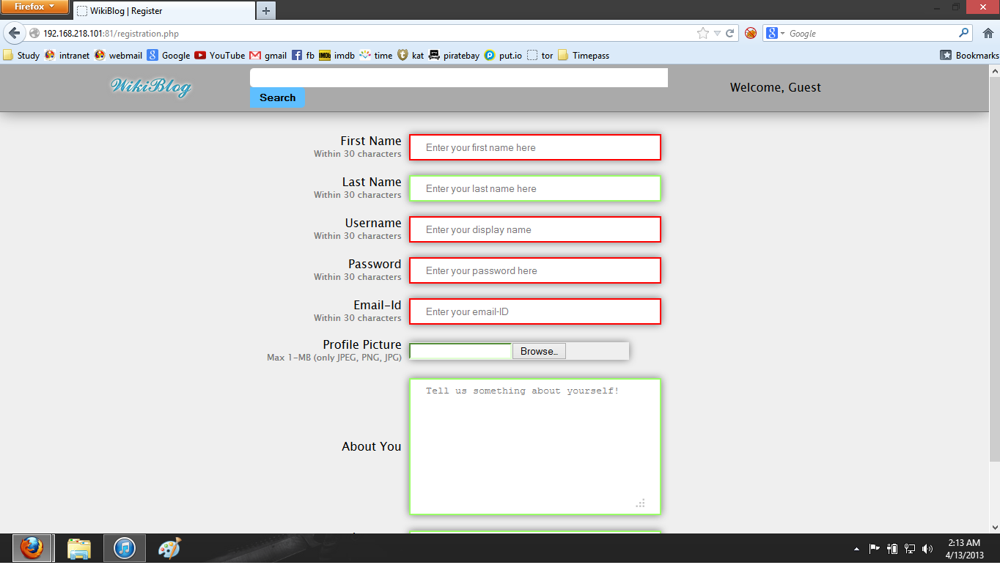 Firefox
WikiBlog | Register
192.168.218.101:81/registration.php
Google
Study intranet webmail Google YouTube gmail fb imdb time kat piratebay put.io tor Timepass Bookmarks
WikiBlog
Search
Welcome, Guest
First Name
Within 30 characters
Enter your first name here
Last Name
Within 30 characters
Enter your last name here
Username
Within 30 characters
Enter your display name
Password
Within 30 characters
Enter your password here
Email-Id
Within 30 characters
Enter your email-ID
Profile Picture
Max 1-MB (only JPEG, PNG, JPG)
Browse...
Tell us something about yourself!
About You
2:13 AM
4/13/2013